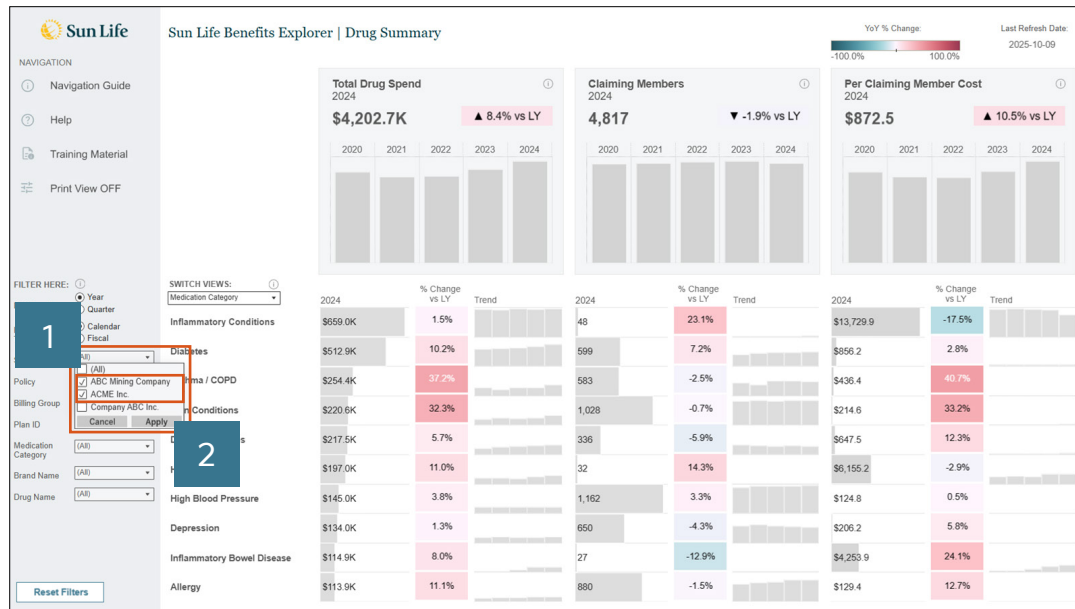 Sun Life
Sun Life Benefits Explorer | Drug Summary
YoY % Change:
-100.0% 100.0%
Last Refresh Date:
2025-10-09
NAVIGATION
Navigation Guide
Help
Training Material
Print View OFF
Total Drug Spend
2024
$4,202.7K ▲ 8.4% vs LY
2020 2021 2022 2023 2024
Claiming Members
2024
4,817 ▼ -1.9% vs LY
2020 2021 2022 2023 2024
Per Claiming Member Cost
2024
$872.5 ▲ 10.5% vs LY
2020 2021 2022 2023 2024
FILTER HERE:
Year
Quarter
Calendar
Fiscal
1
(All)
(All)
ABC Mining Company
ACME Inc.
Company ABC Inc.
Cancel Apply
2
Policy
Billing Group
Plan ID
Medication Category (All)
Brand Name (All)
Drug Name (All)
Reset Filters
SWITCH VIEWS:
Medication Category
2024 % Change vs LY Trend 2024 % Change vs LY Trend 2024 % Change vs LY Trend
Inflammatory Conditions $659.0K 1.5% 48 23.1% $13,729.9 -17.5%
Diabetes $512.9K 10.2% 599 7.2% $856.2 2.8%
ma / COPD $254.4K 37.2% 583 -2.5% $436.4 40.7%
Conditions $220.6K 32.3% 1,028 -0.7% $214.6 33.2%
$217.5K 5.7% 336 -5.9% $647.5 12.3%
$197.0K 11.0% 32 14.3% $6,155.2 -2.9%
High Blood Pressure $145.0K 3.8% 1,162 3.3% $124.8 0.5%
Depression $134.0K 1.3% 650 -4.3% $206.2 5.8%
Inflammatory Bowel Disease $114.9K 8.0% 27 -12.9% $4,253.9 24.1%
Allergy $113.9K 11.1% 880 -1.5% $129.4 12.7%